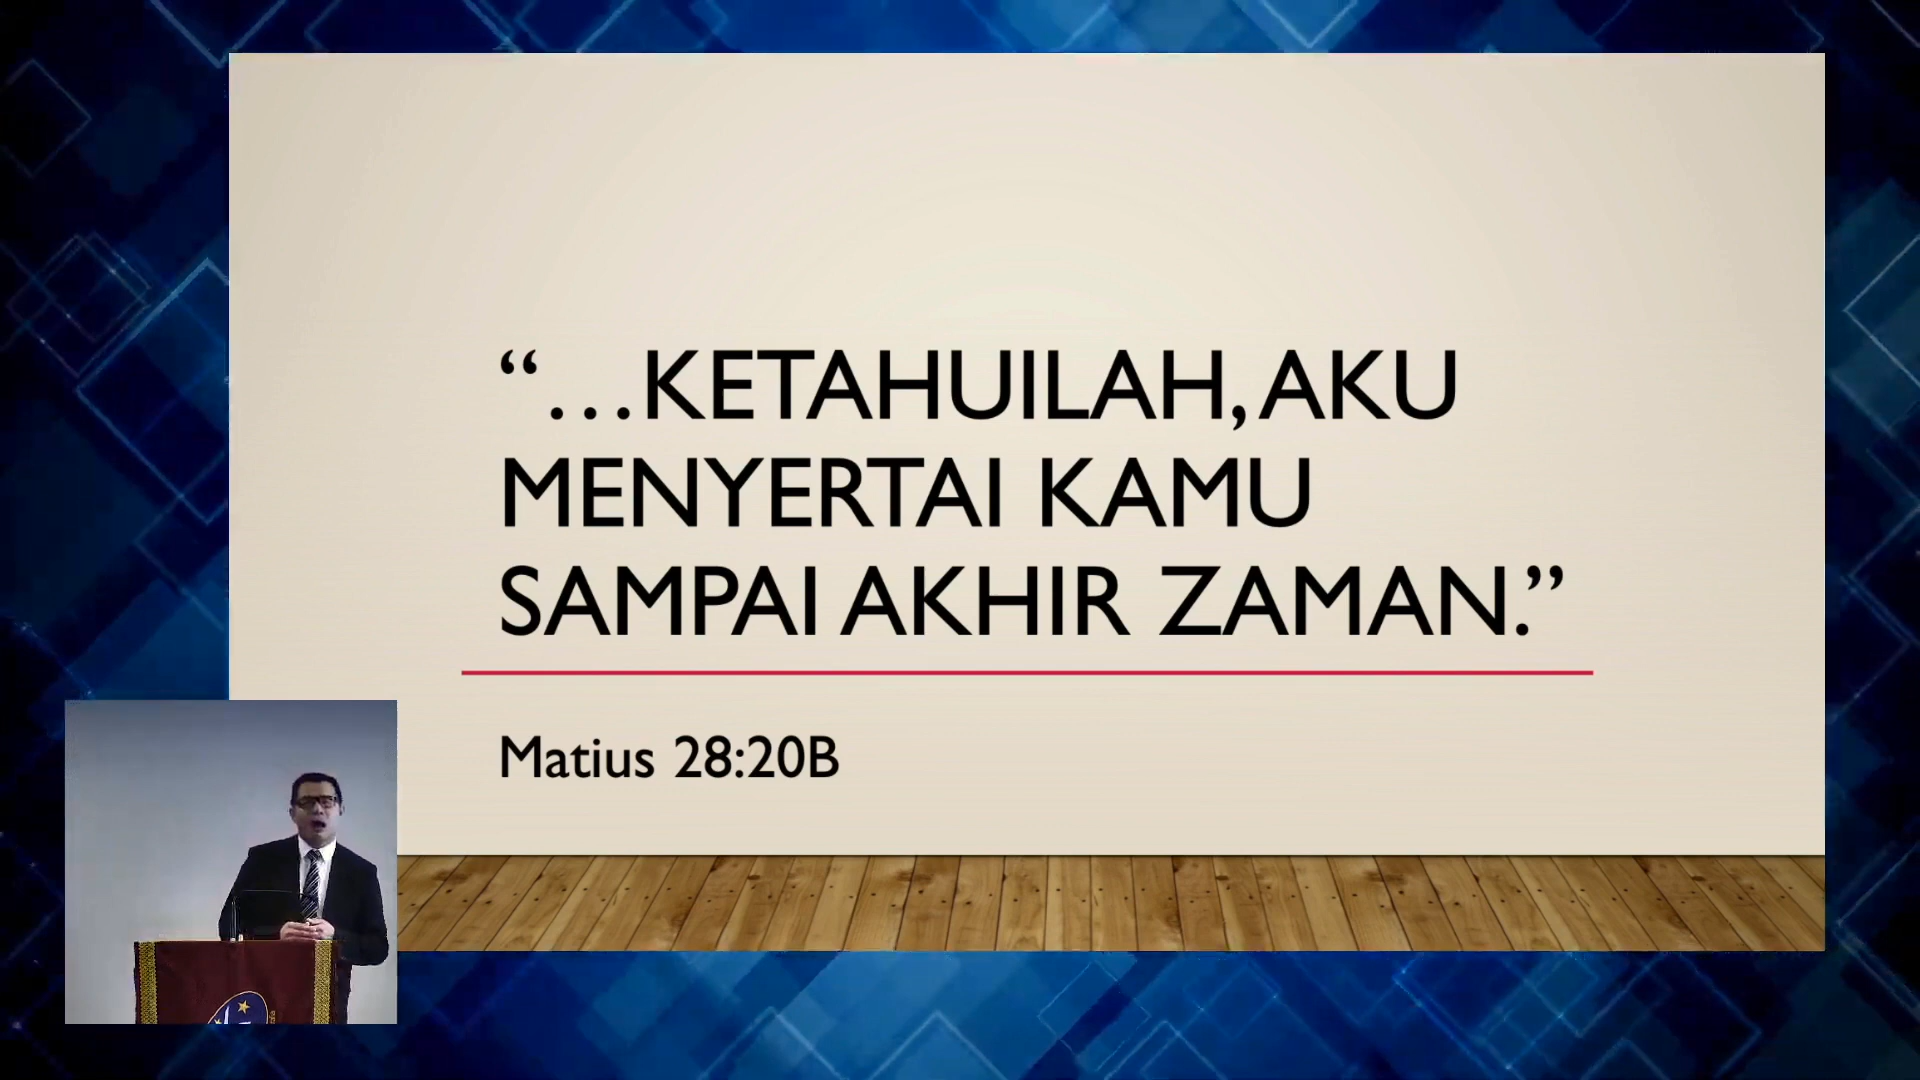 “…KETAHUILAH, AKU
MENYERTAI KAMU
SAMPAI AKHIR ZAMAN.”
Matius 28:20B